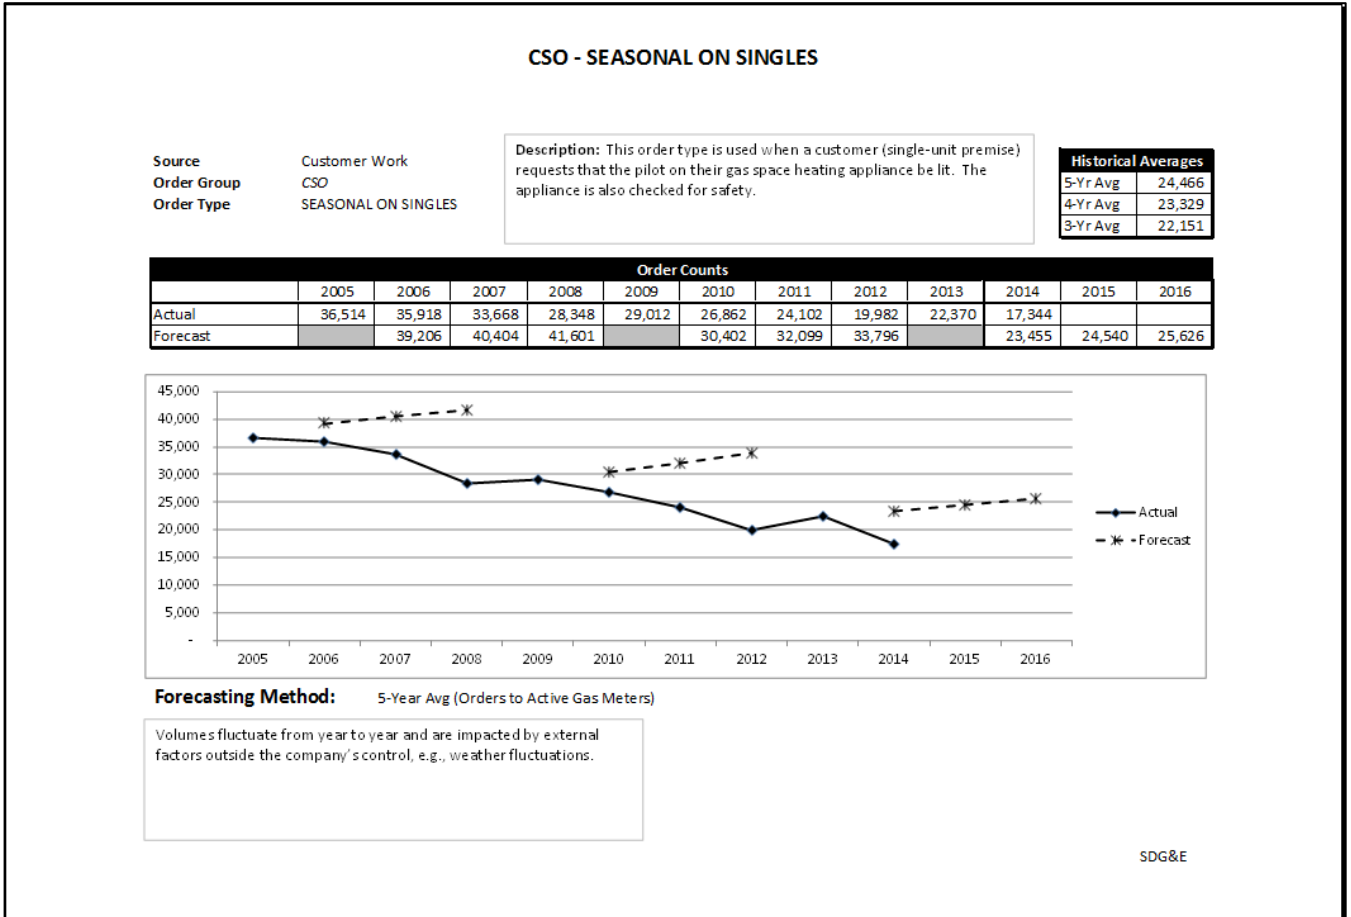 CSO - SEASONAL ON SINGLES
Source Customer Work
Order Group CSO
Order Type SEASONAL ON SINGLES
Description: This order type is used when a customer (single-unit premise)
requests that the pilot on their gas space heating appliance be lit. The
appliance is also checked for safety.
Historical Averages
5-Yr Avg 24,466
4-Yr Avg 23,329
3-Yr Avg 22,151
Order Counts
2005 2006 2007 2008 2009 2010 2011 2012 2013 2014 2015 2016
Actual 36,514 35,918 33,668 28,348 29,012 26,862 24,102 19,982 22,370 17,344
Forecast 39,206 40,404 41,601 30,402 32,099 33,796 23,455 24,540 25,626
45,000
40,000
35,000
30,000
25,000
20,000
15,000
10,000
5,000
-
2005 2006 2007 2008 2009 2010 2011 2012 2013 2014 2015 2016
Actual
Forecast
Forecasting Method: 5-Year Avg (Orders to Active Gas Meters)
Volumes fluctuate from year to year and are impacted by external
factors outside the company's control, e.g., weather fluctuations.
SDG&E